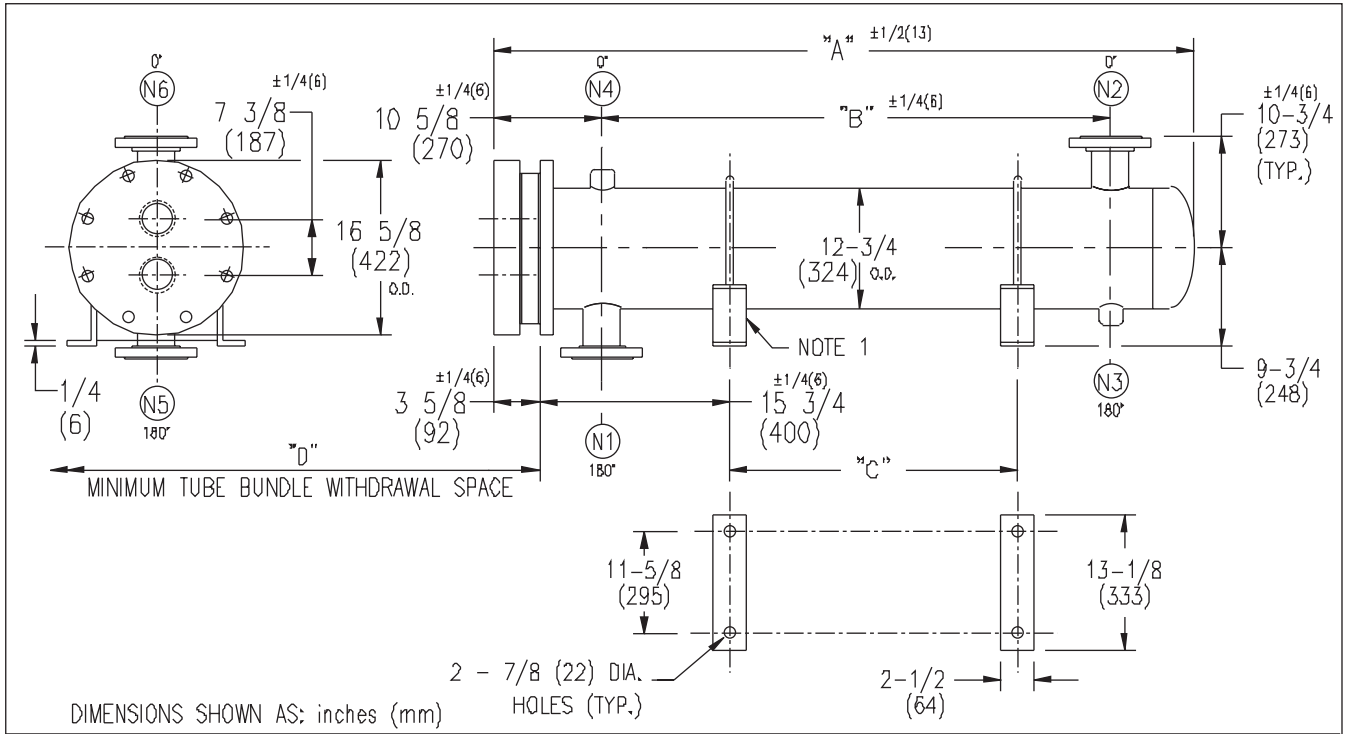 0°
N6
±1/4(6)
7 3/8
(187)
16 5/8
(422)
O.D.
1/4
(6)
N5
180°
"A" ±1/2(13)
0°
N4
±1/4(6)
10 5/8
(270)
"B" ±1/4(6)
0°
N2
±1/4(6)
10-3/4
(273)
(TYP.)
12-3/4
(324) O.D.
NOTE 1
9-3/4
(248)
N3
180°
±1/4(6)
3 5/8
(92)
N1
180°
±1/4(6)
15 3/4
(400)
"D"
MINIMUM TUBE BUNDLE WITHDRAWAL SPACE
"C"
11-5/8
(295)
13-1/8
(333)
2 - 7/8 (22) DIA.
HOLES (TYP.)
2-1/2
(64)
DIMENSIONS SHOWN AS: inches (mm)